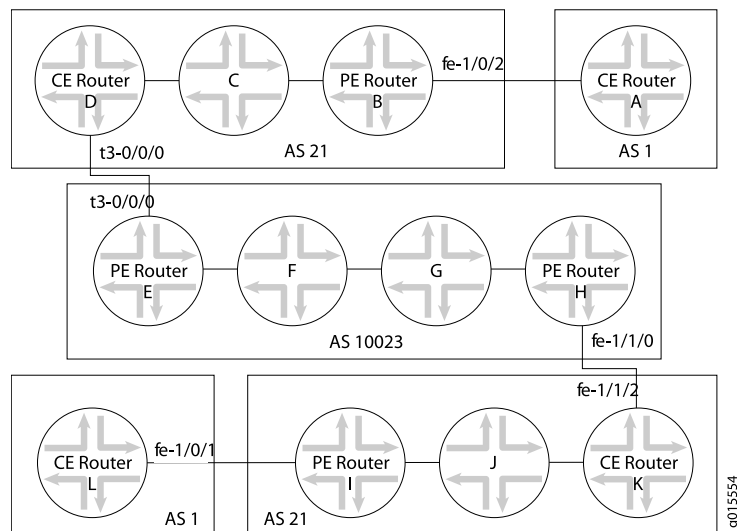 fe-1/0/2
CE Router
D
C
PE Router
B
CE Router
A
AS 21
AS 1
t3-0/0/0
t3-0/0/0
PE Router
E
F
G
PE Router
H
AS 10023
fe-1/1/0
fe-1/1/2
CE Router
L
fe-1/0/1
PE Router
I
J
CE Router
K
AS 1
AS 21
g015554